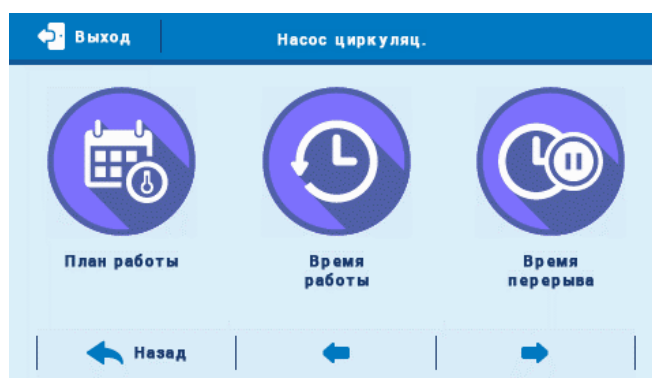 Выход
Насос циркуляц.
План работы
Время
работы
Время
перерыва
Назад